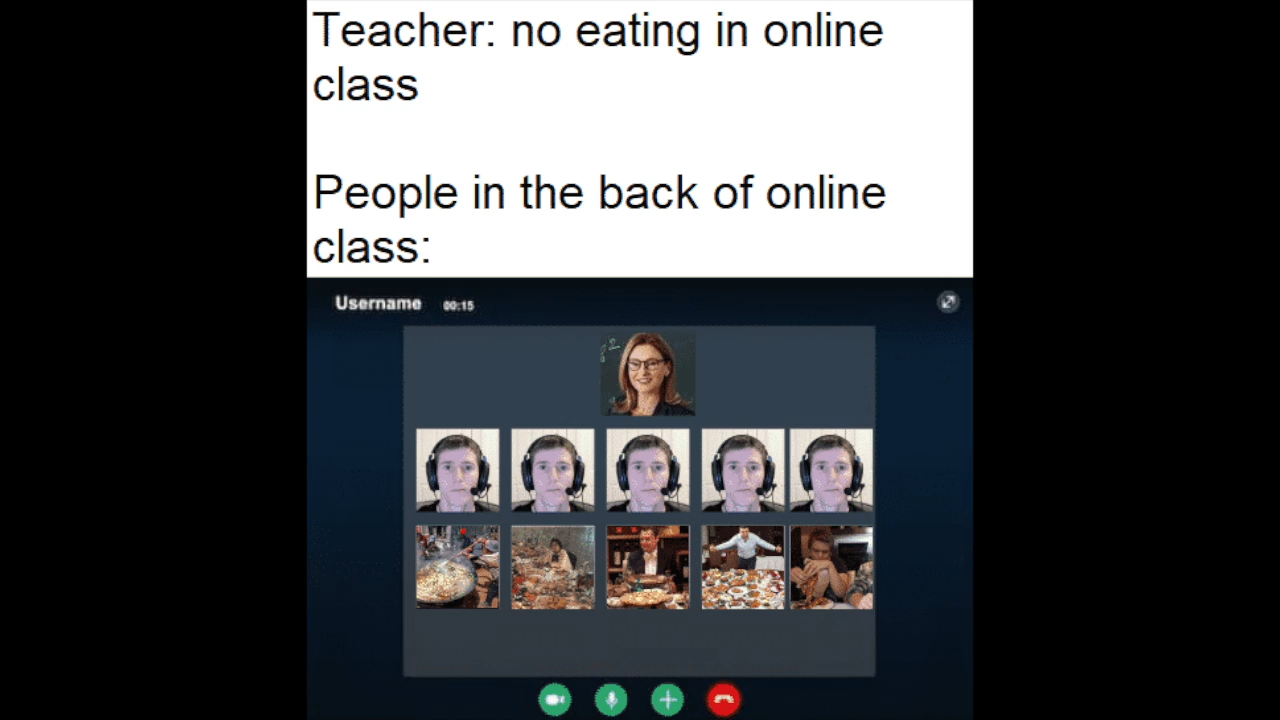 Teacher: no eating in online
class
People in the back of online
class:
Username 00:15